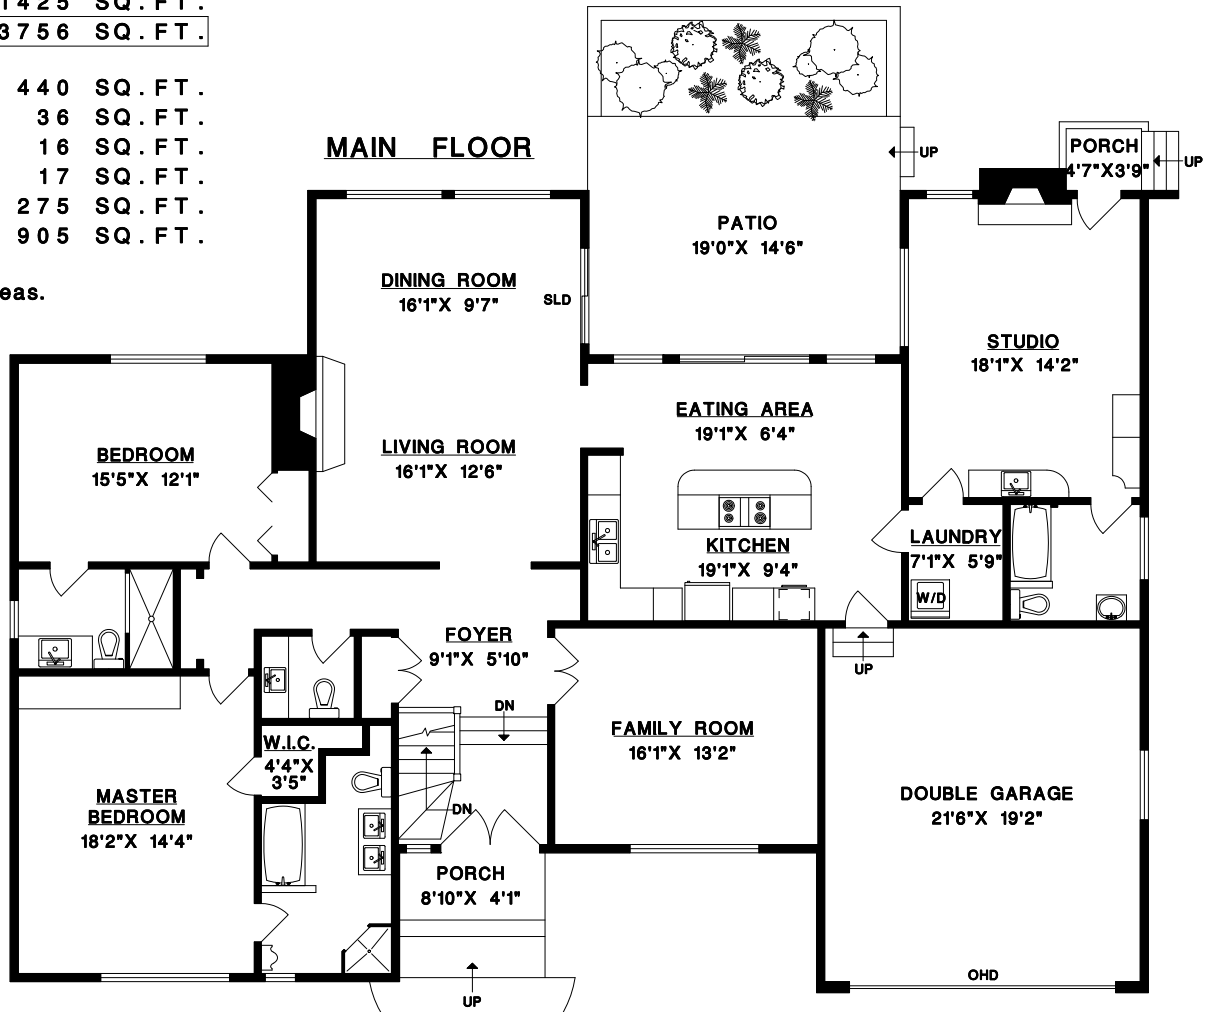 1425 SQ.FT.
3756 SQ.FT.
440 SQ.FT.
36 SQ.FT.
16 SQ.FT.
17 SQ.FT.
275 SQ.FT.
905 SQ.FT.
eas.
MAIN FLOOR
UP
PORCH
4'7"X3'9"
UP
PATIO
19'0"X 14'6"
DINING ROOM
16'1"X 9'7"
SLD
STUDIO
18'1"X 14'2"
EATING AREA
19'1"X 6'4"
BEDROOM
15'5"X 12'1"
LIVING ROOM
16'1"X 12'6"
KITCHEN
19'1"X 9'4"
LAUNDRY
7'1"X 5'9"
W/D
FOYER
9'1"X 5'10"
UP
DN
FAMILY ROOM
16'1"X 13'2"
W.I.C.
4'4"X
3'5"
MASTER
BEDROOM
18'2"X 14'4"
DN
DOUBLE GARAGE
21'6"X 19'2"
PORCH
8'10"X 4'1"
OHD
UP